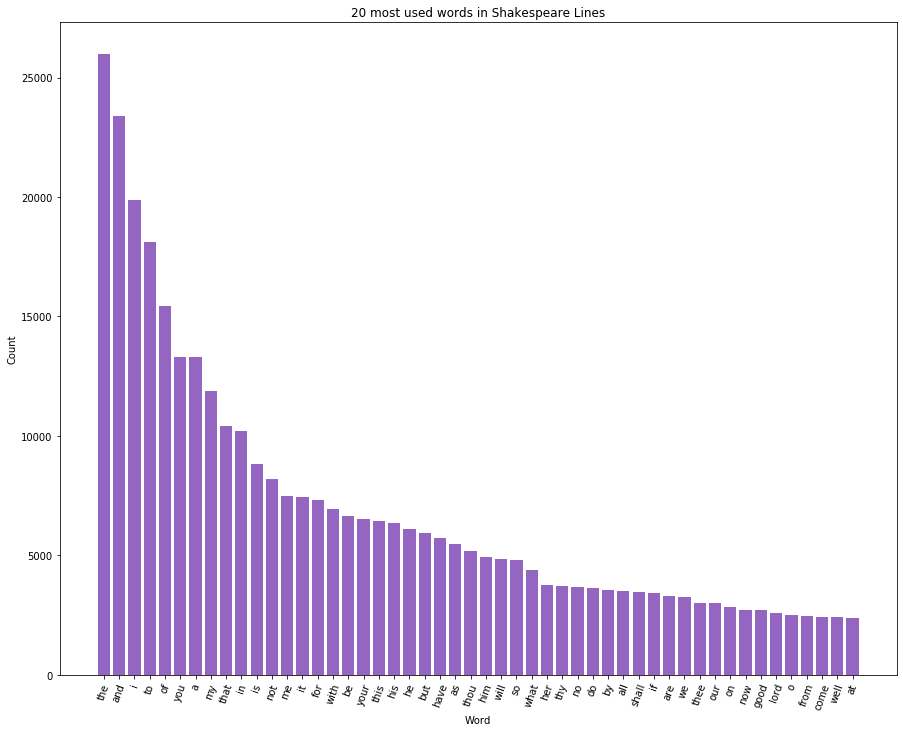 20 most used words in Shakespeare Lines
25000
20000
15000
10000
5000
0
Count
the and i to of you a my that in is not me it for with be your this his he but have as thou him will so what her thy no do by all shall if are we thee our on now good lord o from come well at
Word